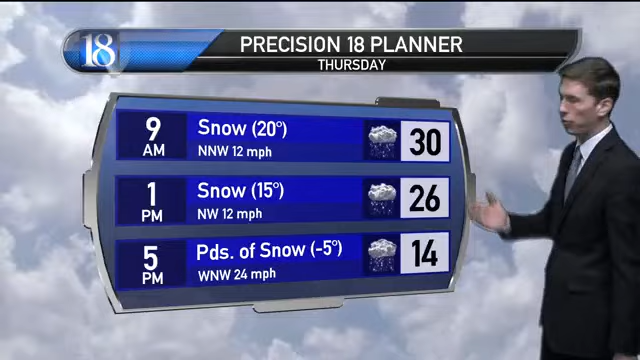 18
PRECISION 18 PLANNER
THURSDAY
9 AM
Snow (20°)
NNW 12 mph
30
1 PM
Snow (15°)
NW 12 mph
26
5 PM
Pds. of Snow (-5°)
WNW 24 mph
14